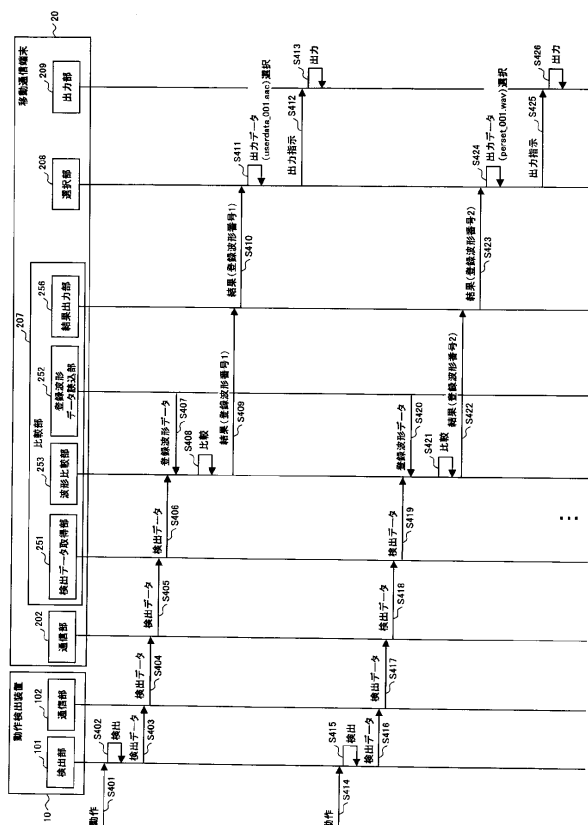 10
動作検出装置
101
検出部
102
通信部
移動通信端末
20
202
通信部
207
比較部
251
検出データ取得部
253
波形比較部
252
登録波形
データ読込部
256
結果出力部
208
選択部
209
出力部
動作
S401
S402
検出
検出データ
S403
検出データ
S404
検出データ
S405
検出データ
S406
登録波形データ
S407
S408
比較
結果(登録波形番号1)
S409
結果(登録波形番号1)
S410
S411
出力データ
(userdata_001.aac)選択
出力指示
S412
S413
出力
動作
S414
S415
検出
検出データ
S416
検出データ
S417
検出データ
S418
検出データ
S419
登録波形データ
S420
S421
比較
結果(登録波形番号2)
S422
結果(登録波形番号2)
S423
S424
出力データ
(perset_001.wav)選択
出力指示
S425
S426
出力
…